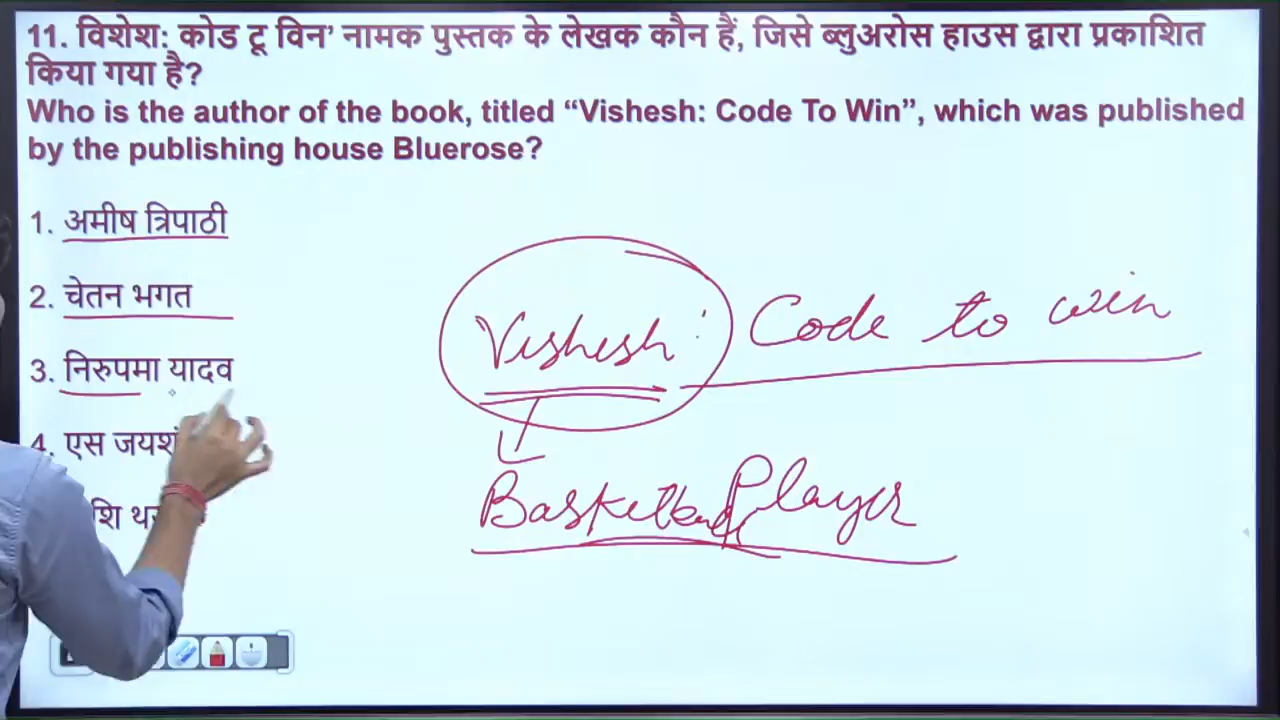 11. विशेश: कोड टू विन’ नामक पुस्तक के लेखक कौन हैं, जिसे ब्लुअरोस हाउस द्वारा प्रकाशित
किया गया है?
Who is the author of the book, titled “Vishesh: Code To Win”, which was published
by the publishing house Bluerose?
1. अमीष त्रिपाठी
2. चेतन भगत
3. निरुपमा यादव
4. एस
Vishesh: Code to win
Player